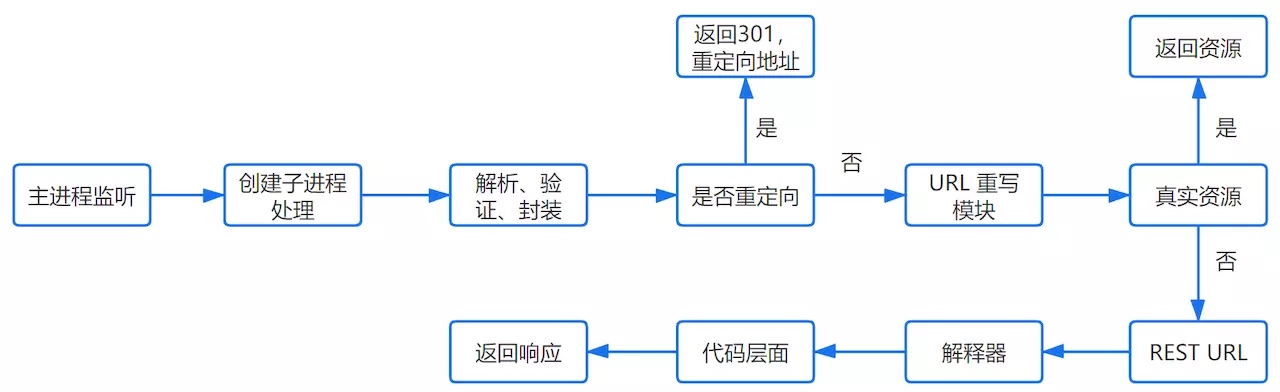 返回301，
重定向地址
返回资源
是
是
否
主进程监听
创建子进程
处理
解析、验
证、封装
是否重定向
URL 重写
模块
真实资源
否
返回响应
代码层面
解释器
REST URL